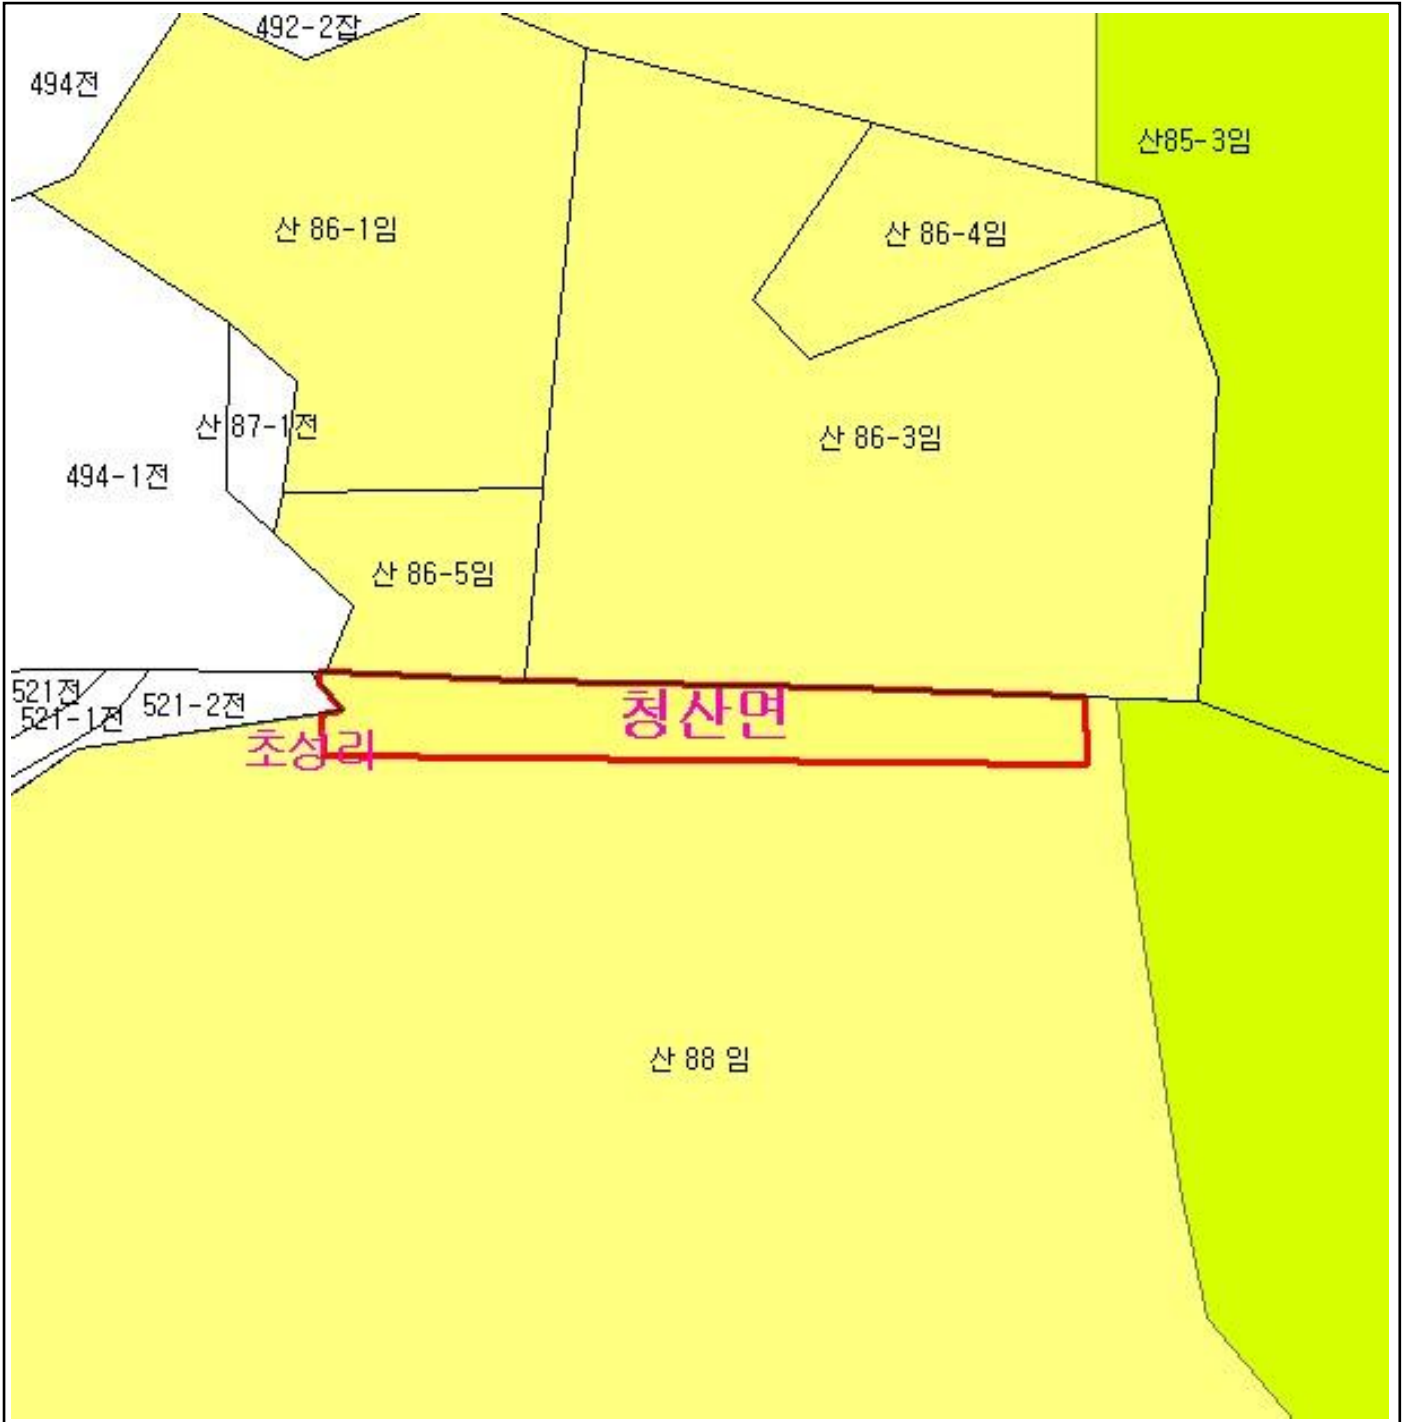 492-2잡
494전
산85-3임
산 86-1임
산 86-4임
산 87-1전
산 86-3임
494-1전
산 86-5임
521전
521-1전
521-2전
청산면
초성리
산 88 임